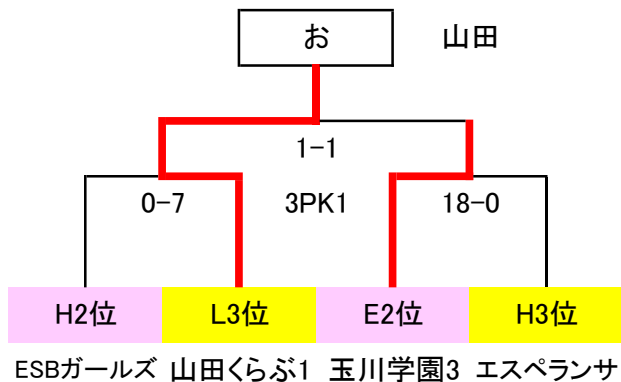 お 山田
1-1
0-7 3PK1 18-0
H2位 L3位 E2位 H3位
ESBガールズ 山田くらぶ1 玉川学園3 エスペランサ